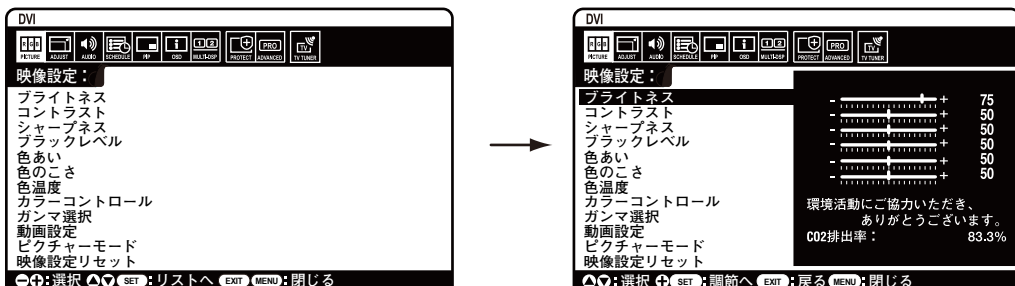 DVI
RGB
PICTURE ADJUST AUDIO SCHEDULE PIP OSD MULTI-DSP PROTECT ADVANCED TV TUNER
映像設定:
ブライトネス
コントラスト
シャープネス
ブラックレベル
色あい
色のこさ
色温度
カラーコントロール
ガンマ選択
動画設定
ピクチャーモード
映像設定リセット
:選択 SET:リストへ EXIT MENU:閉じる
DVI
RGB
PICTURE ADJUST AUDIO SCHEDULE PIP OSD MULTI-DSP PROTECT ADVANCED TV TUNER
映像設定:
ブライトネス
コントラスト
シャープネス
ブラックレベル
色あい
色のこさ
色温度
カラーコントロール
ガンマ選択
動画設定
ピクチャーモード
映像設定リセット
- + 75
- + 50
- + 50
- + 50
- + 50
- + 50
環境活動にご協力いただき、
ありがとうございます。
CO2排出率: 83.3%
:選択 SET:調節へ EXIT:戻る MENU:閉じる